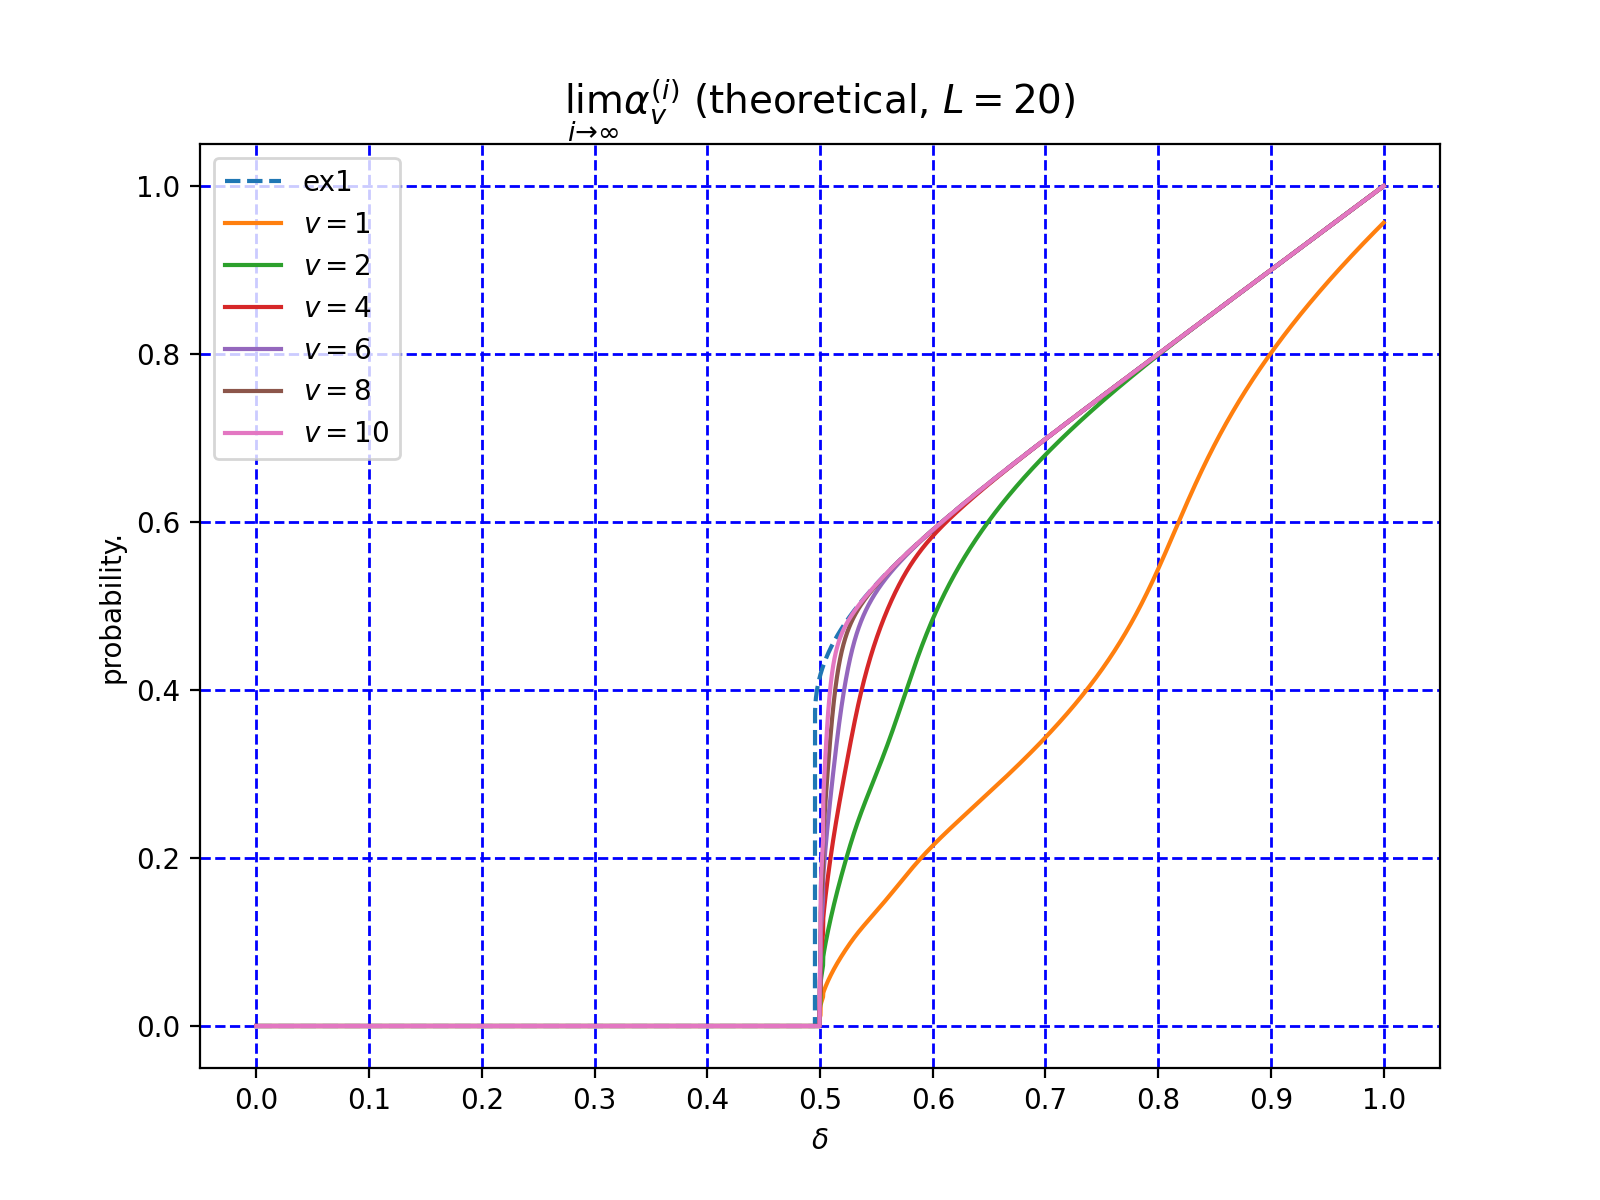 lim α_v^(i) (theoretical, L = 20)
i→∞
1.0
0.8
0.6
0.4
0.2
0.0
probability.
ex1
v = 1
v = 2
v = 4
v = 6
v = 8
v = 10
0.0 0.1 0.2 0.3 0.4 0.5 0.6 0.7 0.8 0.9 1.0
δ